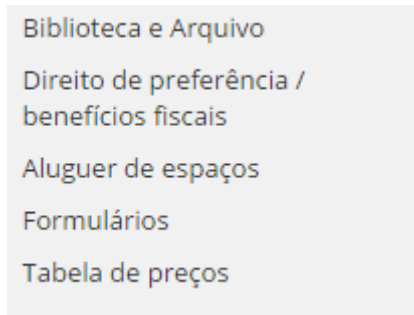 Biblioteca e Arquivo
Direito de preferência /
benefícios fiscais
Aluguer de espaços
Formulários
Tabela de preços